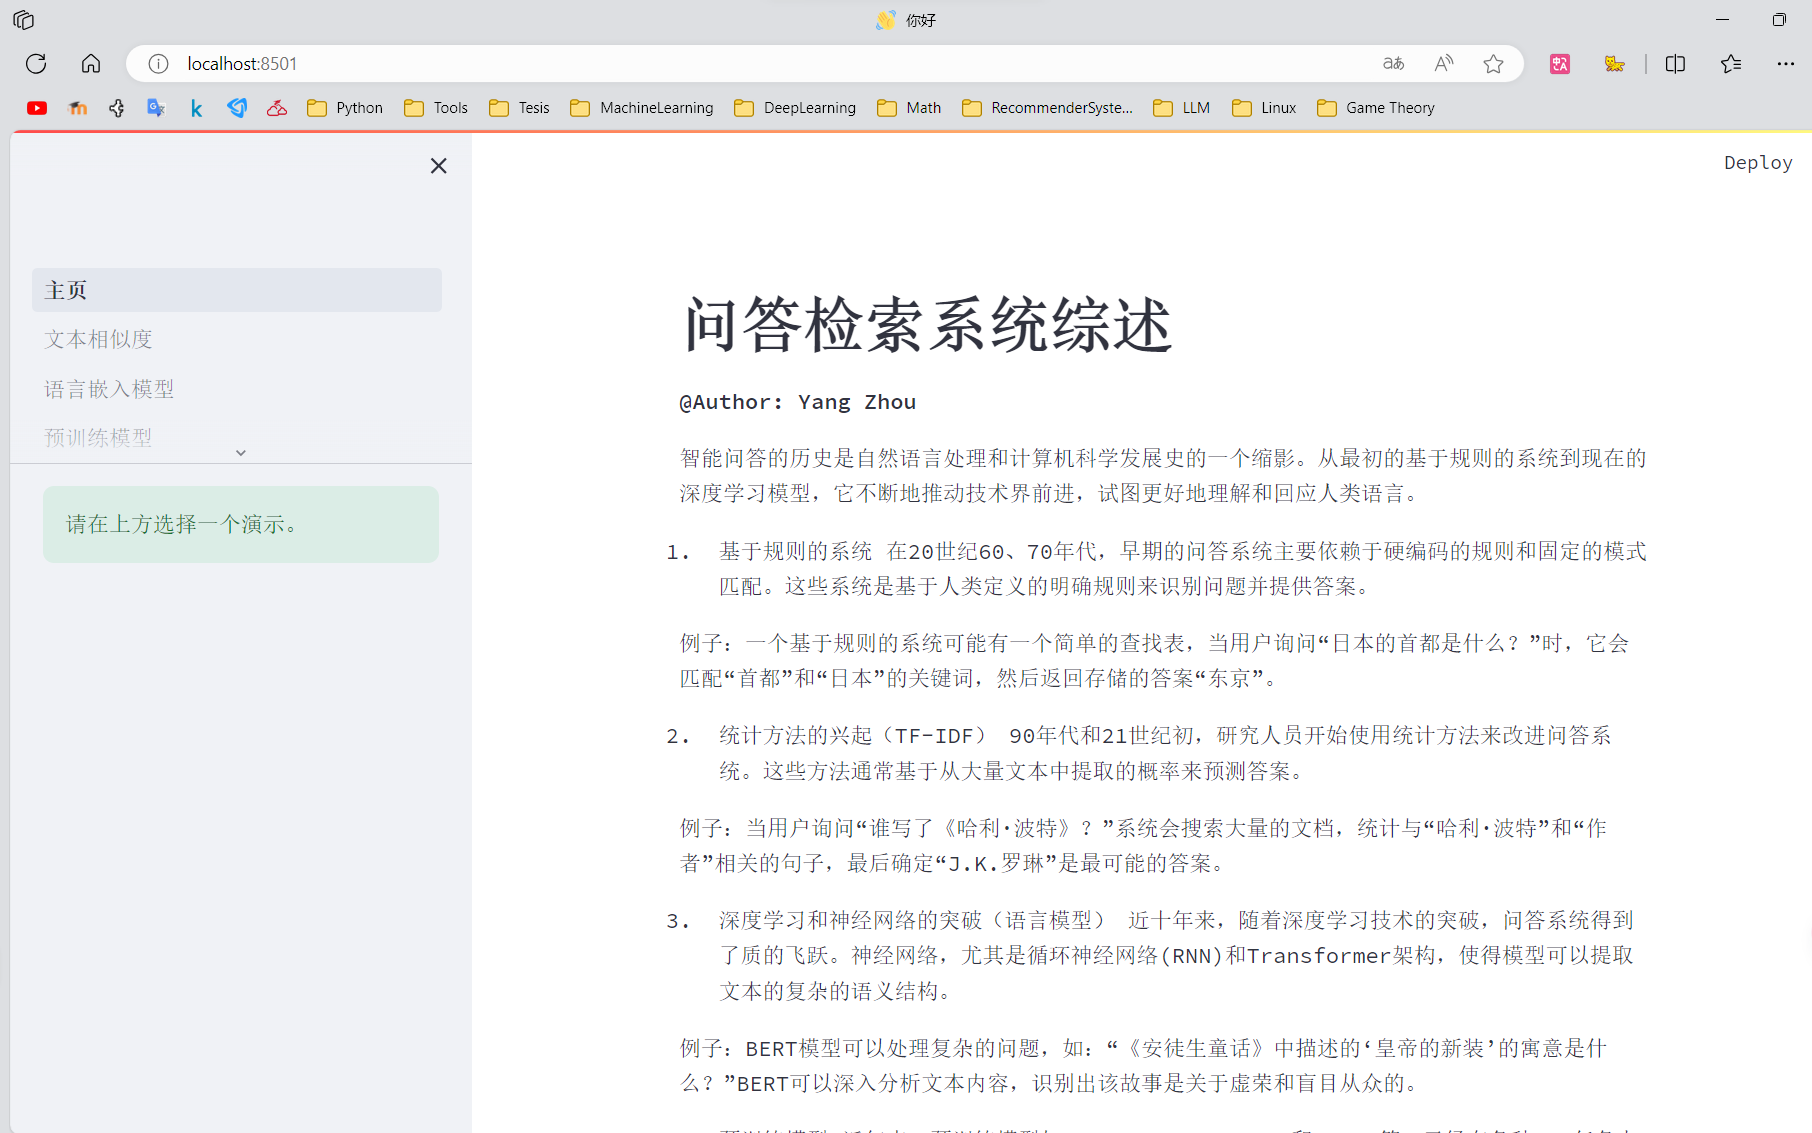 你好
localhost:8501
Python
Tools
Tesis
MachineLearning
DeepLearning
Math
RecommenderSyste...
LLM
Linux
Game Theory
Deploy
主页
文本相似度
语言嵌入模型
预训练模型
请在上方选择一个演示。
问答检索系统综述
@Author: Yang Zhou
智能问答的历史是自然语言处理和计算机科学发展史的一个缩影。从最初的基于规则的系统到现在的
深度学习模型，它不断地推动技术界前进，试图更好地理解和回应人类语言。
1. 基于规则的系统 在20世纪60、70年代，早期的问答系统主要依赖于硬编码的规则和固定的模式
匹配。这些系统是基于人类定义的明确规则来识别问题并提供答案。
例子：一个基于规则的系统可能有一个简单的查找表，当用户询问“日本的首都是什么？”时，它会
匹配“首都”和“日本”的关键词，然后返回存储的答案“东京”。
2. 统计方法的兴起（TF-IDF） 90年代和21世纪初，研究人员开始使用统计方法来改进问答系
统。这些方法通常基于从大量文本中提取的概率来预测答案。
例子：当用户询问“谁写了《哈利·波特》？”系统会搜索大量的文档，统计与“哈利·波特”和“作
者”相关的句子，最后确定“J.K.罗琳”是最可能的答案。
3. 深度学习和神经网络的突破（语言模型） 近十年来，随着深度学习技术的突破，问答系统得到
了质的飞跃。神经网络，尤其是循环神经网络(RNN)和Transformer架构，使得模型可以提取
文本的复杂的语义结构。
例子：BERT模型可以处理复杂的问题，如：“《安徒生童话》中描述的‘皇帝的新装’的寓意是什
么？”BERT可以深入分析文本内容，识别出该故事是关于虚荣和盲目从众的。